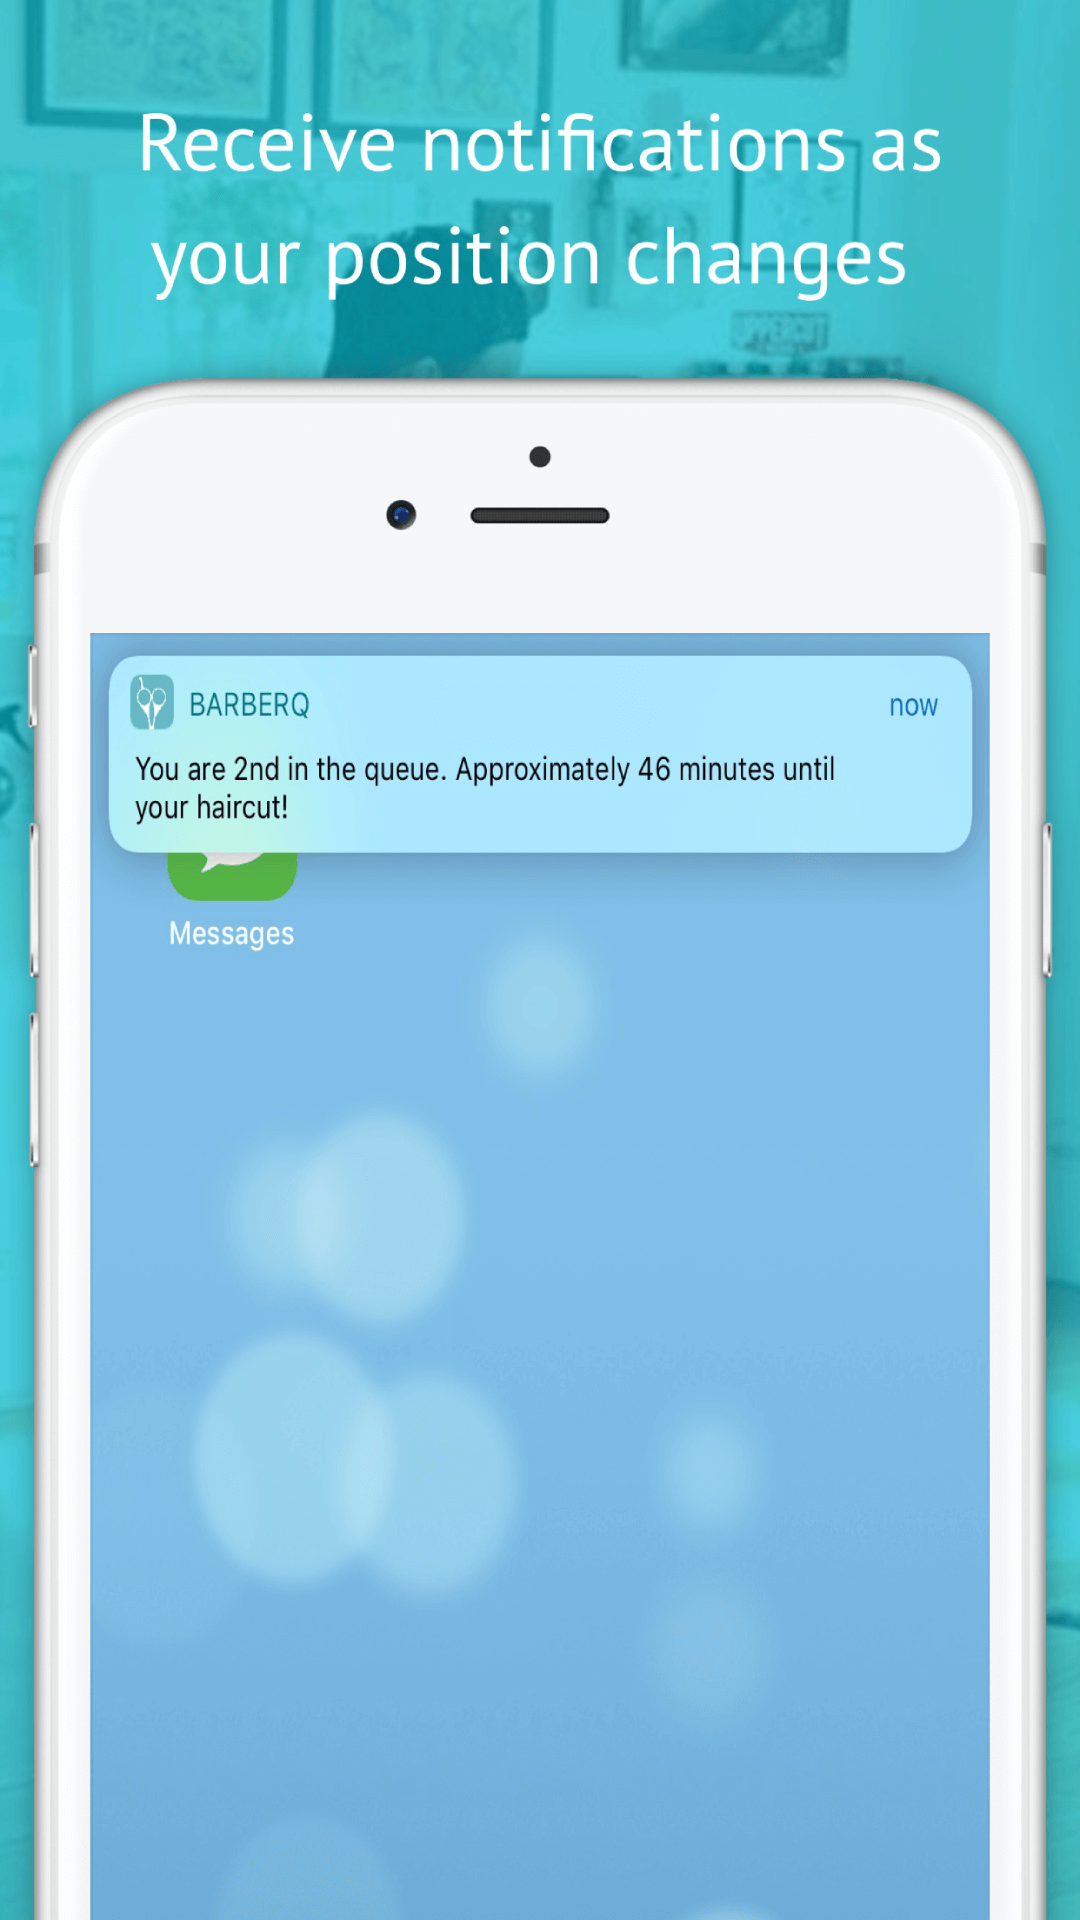 Receive notifications as
your position changes
UPPERCUT
BARBERQ
now
You are 2nd in the queue. Approximately 46 minutes until
your haircut!
Messages